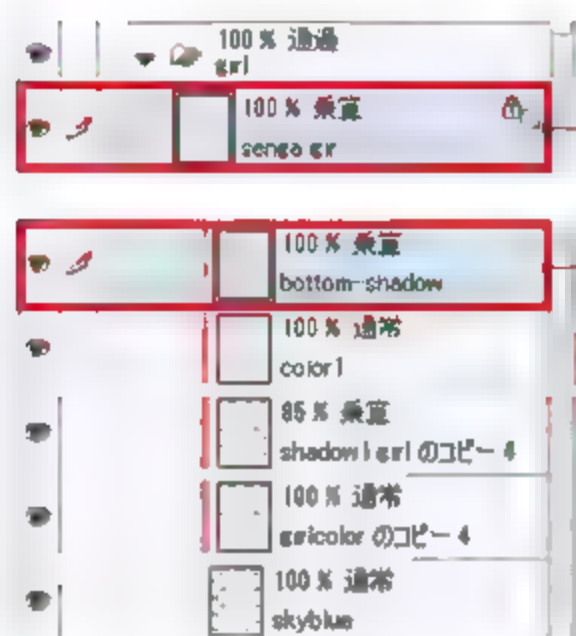 100 % 通過
girl
100 % 乗算
senga gir
100 % 乗算
bottom-shadow
100 % 通常
color1
85 % 乗算
shadow1 girl のコピー 4
100 % 通常
girlcolor のコピー 4
100 % 通常
skyblue